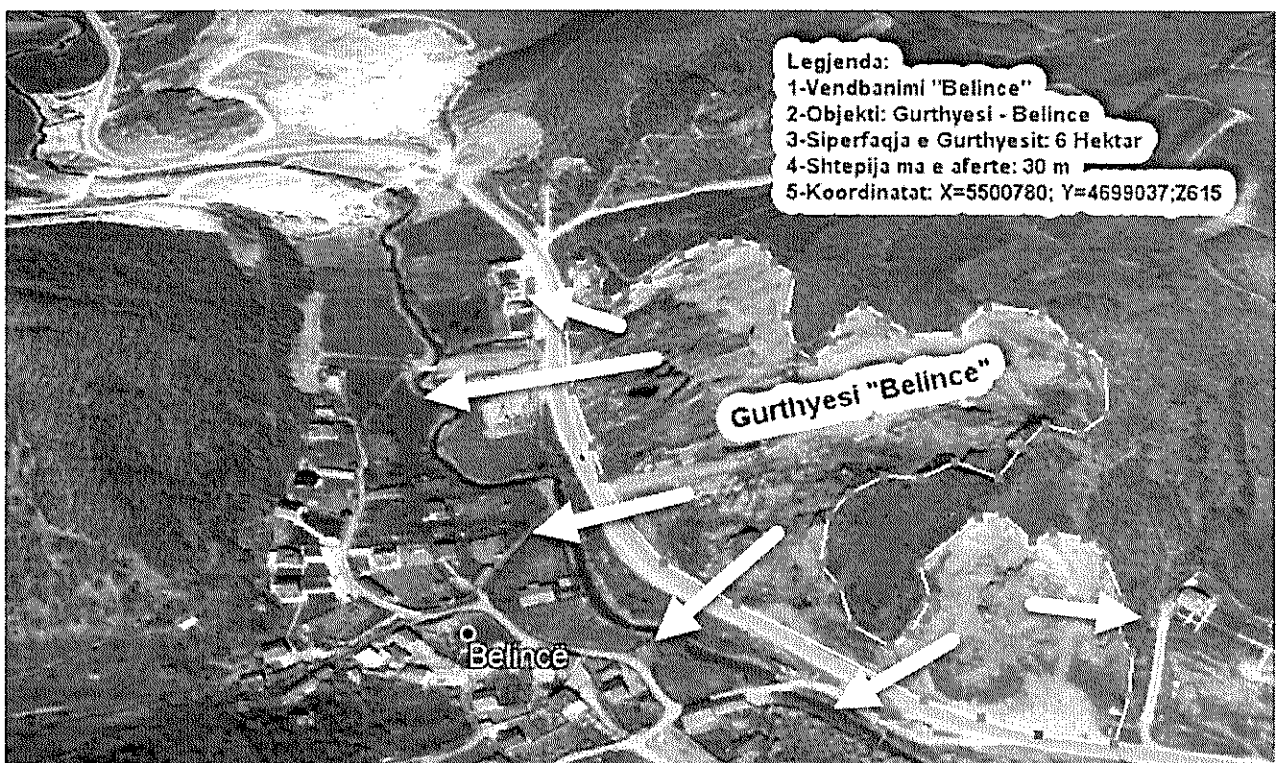 Legjenda:
1-Vendbanimi "Belince"
2-Objekti: Gurthyesi - Belince
3-Siperfaqja e Gurthyesit: 6 Hektar
4-Shtepija ma e aferte: 30 m
5-Koordinatat: X=5500780; Y=4699037;Z615
Gurthyesi "Belince"
Belincë